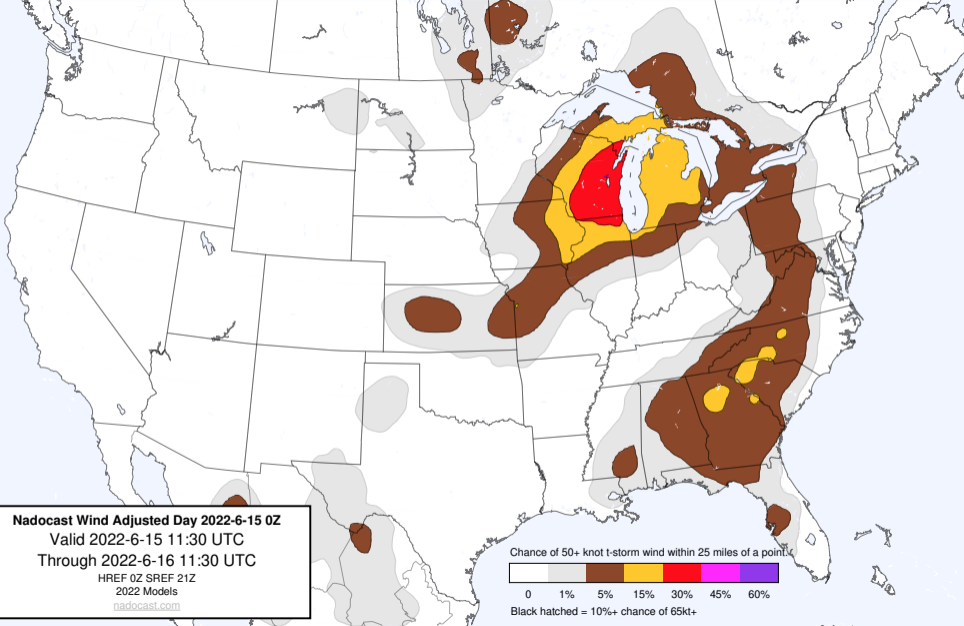 Nadocast Wind Adjusted Day 2022-6-15 0Z
Valid 2022-6-15 11:30 UTC
Through 2022-6-16 11:30 UTC
HREF 0Z SREF 21Z
2022 Models
nadocast.com
Chance of 50+ knot t-storm wind within 25 miles of a point.
0 1% 5% 15% 30% 45% 60%
Black hatched = 10%+ chance of 65kt+